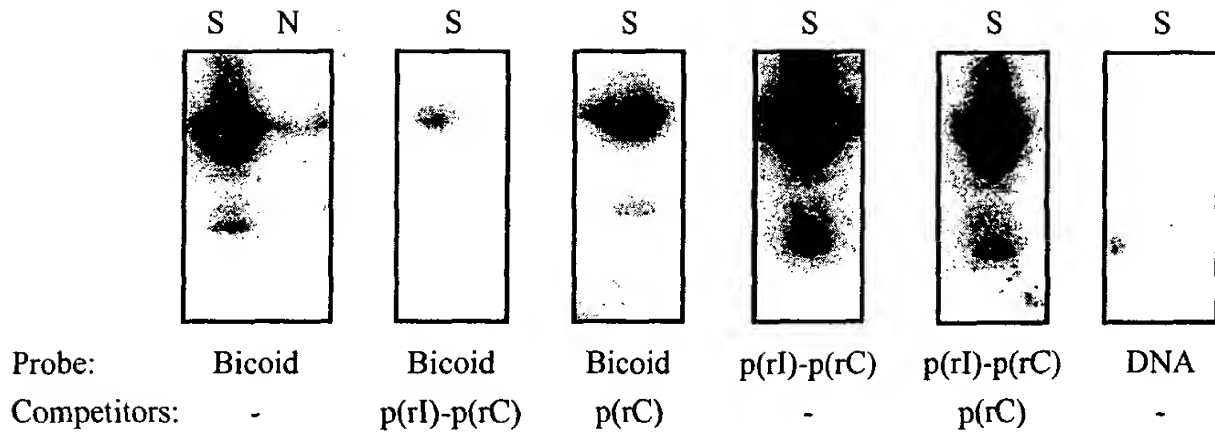 S N S S S S S
Probe: Bicoid Bicoid Bicoid p(rI)-p(rC) p(rI)-p(rC) DNA
Competitors: - p(rI)-p(rC) p(rC) - p(rC) -